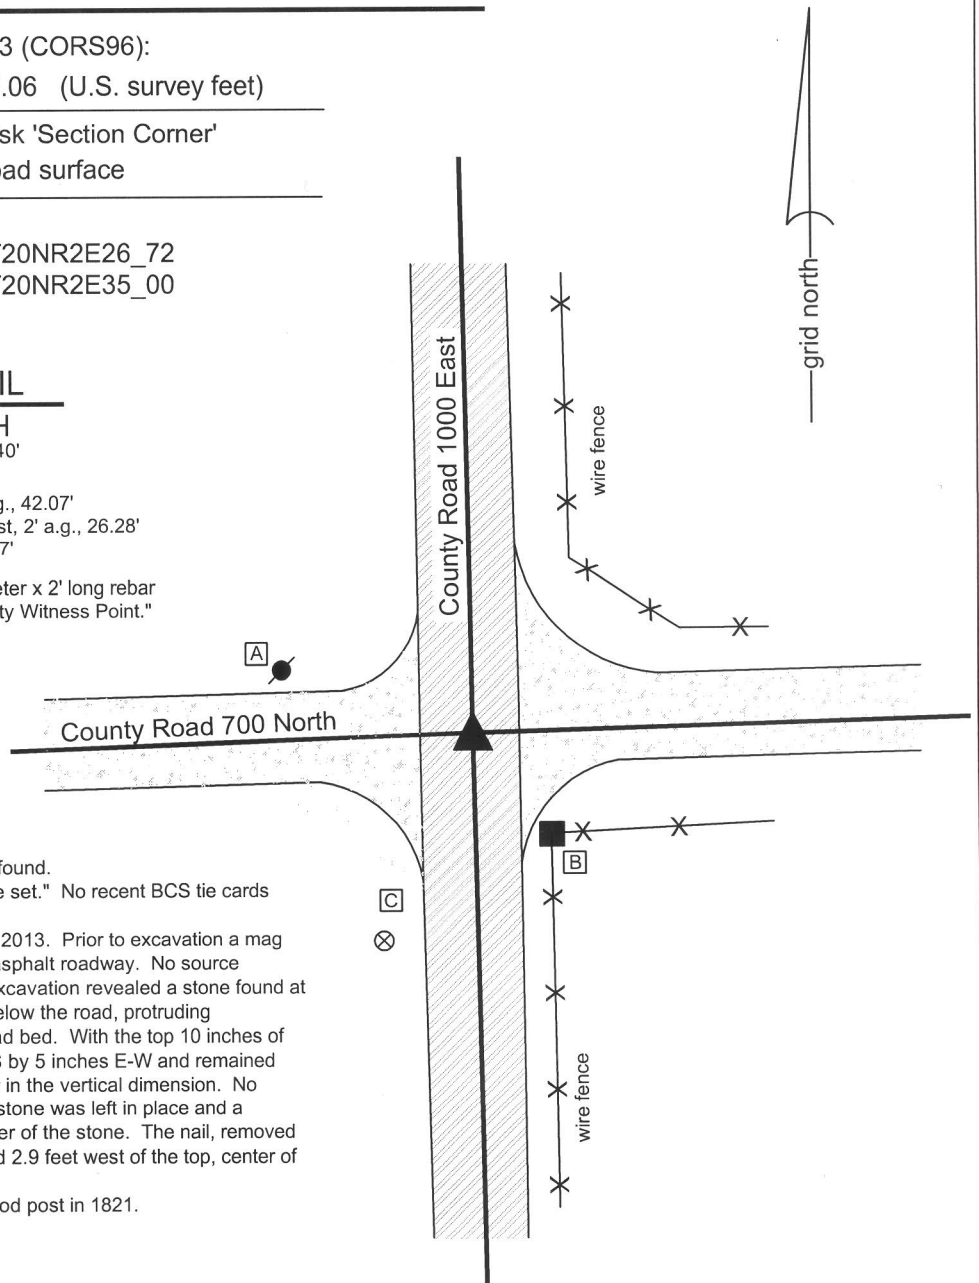 3 (CORS96):
.06 (U.S. survey feet)
sk 'Section Corner'
oad surface
T20NR2E26_72
T20NR2E35_00
IL
H
40'
g., 42.07'
st, 2' a.g., 26.28'
7'
eter x 2' long rebar
ty Witness Point."
found.
e set." No recent BCS tie cards
2013. Prior to excavation a mag
asphalt roadway. No source
xcavation revealed a stone found at
elow the road, protruding
ad bed. With the top 10 inches of
by 5 inches E-W and remained
in the vertical dimension. No
stone was left in place and a
er of the stone. The nail, removed
d 2.9 feet west of the top, center of
od post in 1821.
grid north
County Road 1000 East
wire fence
A
County Road 700 North
B
C
wire fence